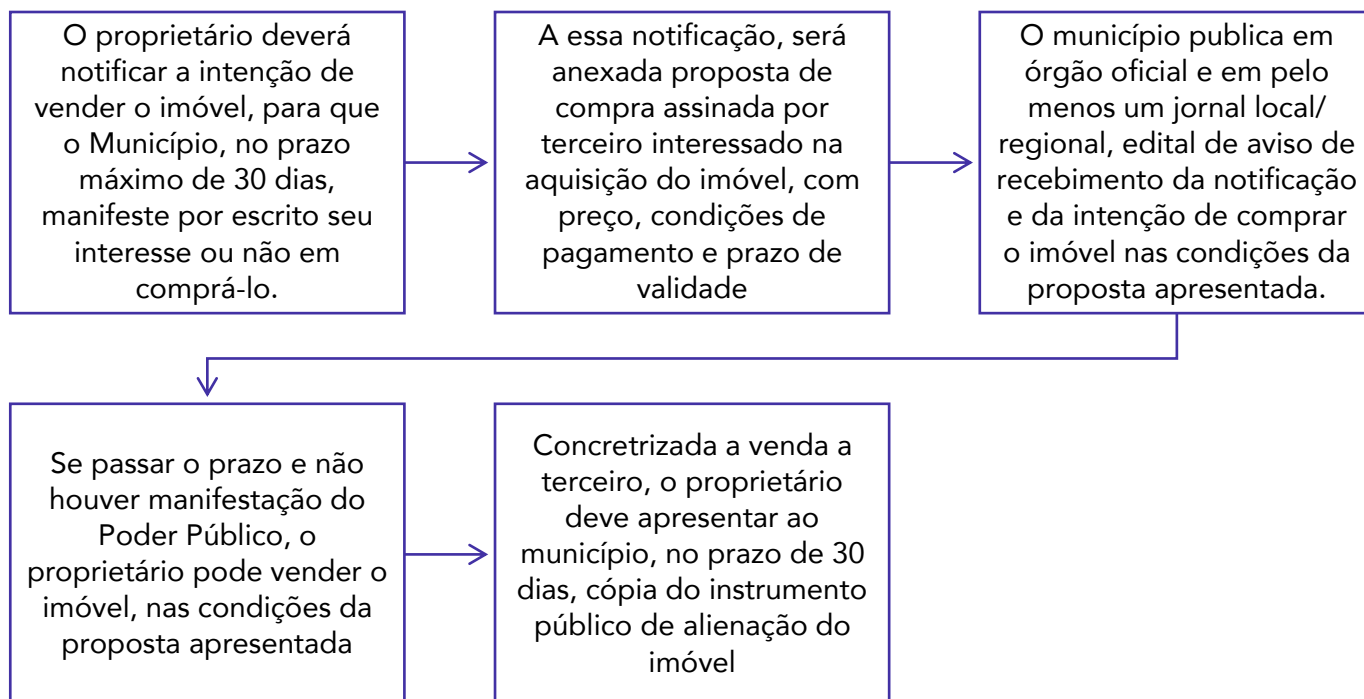 O proprietário deverá
notificar a intenção de
vender o imóvel, para que
o Município, no prazo
máximo de 30 dias,
manifeste por escrito seu
interesse ou não em
comprá-lo.
A essa notificação, será
anexada proposta de
compra assinada por
terceiro interessado na
aquisição do imóvel, com
preço, condições de
pagamento e prazo de
validade
O município publica em
órgão oficial e em pelo
menos um jornal local/
regional, edital de aviso de
recebimento da notificação
e da intenção de comprar
o imóvel nas condições da
proposta apresentada.
Se passar o prazo e não
houver manifestação do
Poder Público, o
proprietário pode vender o
imóvel, nas condições da
proposta apresentada
Concretrizada a venda a
terceiro, o proprietário
deve apresentar ao
município, no prazo de 30
dias, cópia do instrumento
público de alienação do
imóvel